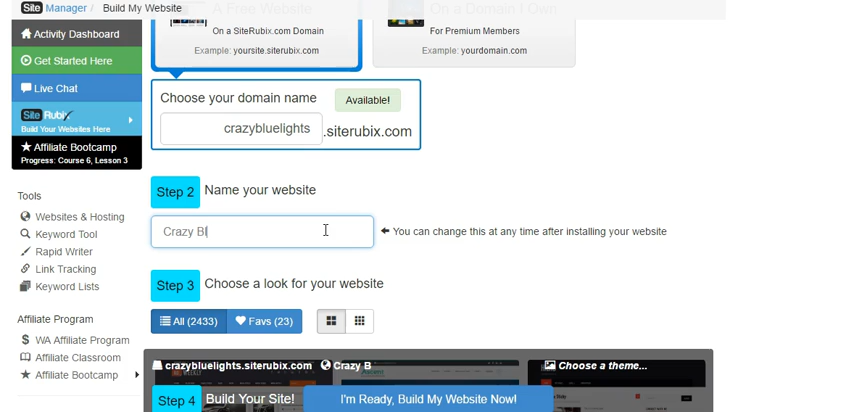 Site Manager / Build My Website
A Free Website
On a Domain I Own
Activity Dashboard
On a SiteRubix.com Domain
For Premium Members
Get Started Here
Example: yoursite.siterubix.com
Example: yourdomain.com
Live Chat
Choose your domain name
Available!
Site Rubix
Build Your Websites Here
crazybluelights
.siterubix.com
Affiliate Bootcamp
Progress: Course 6, Lesson 3
Step 2
Name your website
Tools
Websites & Hosting
Keyword Tool
Crazy Bl
You can change this at any time after installing your website
Rapid Writer
Link Tracking
Keyword Lists
Step 3
Choose a look for your website
Affiliate Program
All (2433)
Favs (23)
WA Affiliate Program
Affiliate Classroom
Affiliate Bootcamp
crazybluelights.siterubix.com
Crazy B
Choose a theme...
Step 4
Build Your Site!
I'm Ready, Build My Website Now!